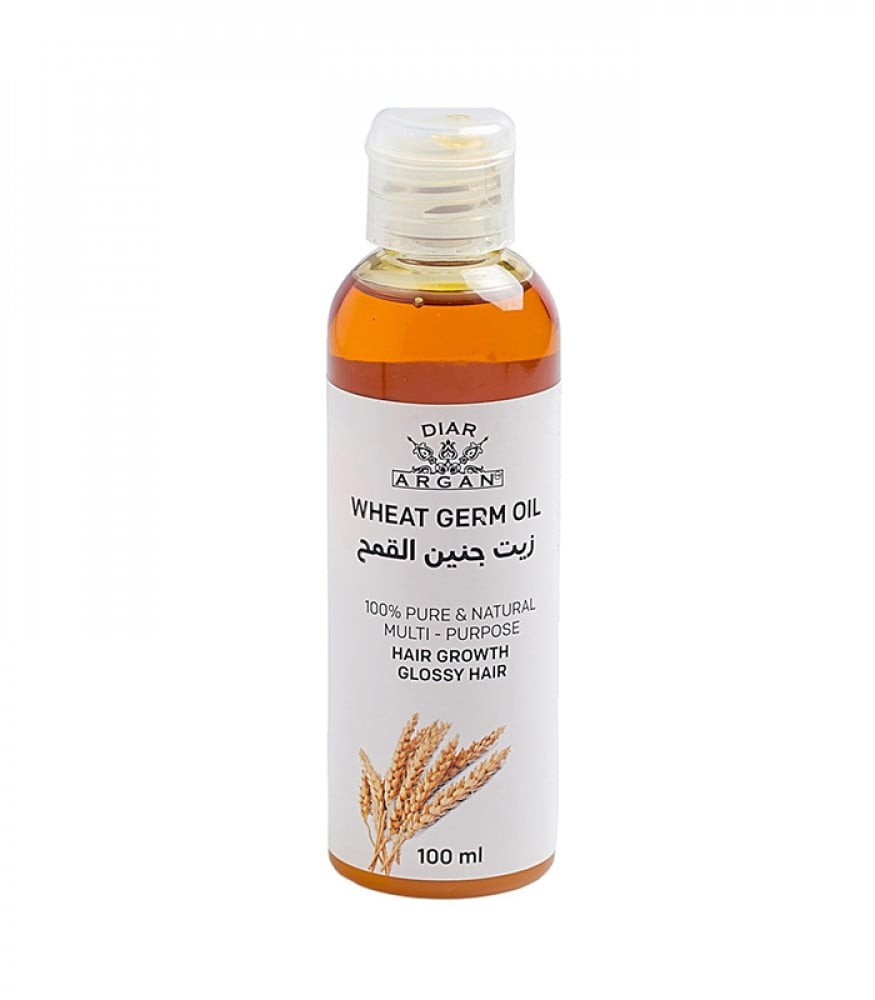 DIAR
ARGAN
WHEAT GERM OIL
زيت جنين القمح
100% PURE & NATURAL
MULTI - PURPOSE
HAIR GROWTH
GLOSSY HAIR
100 ml